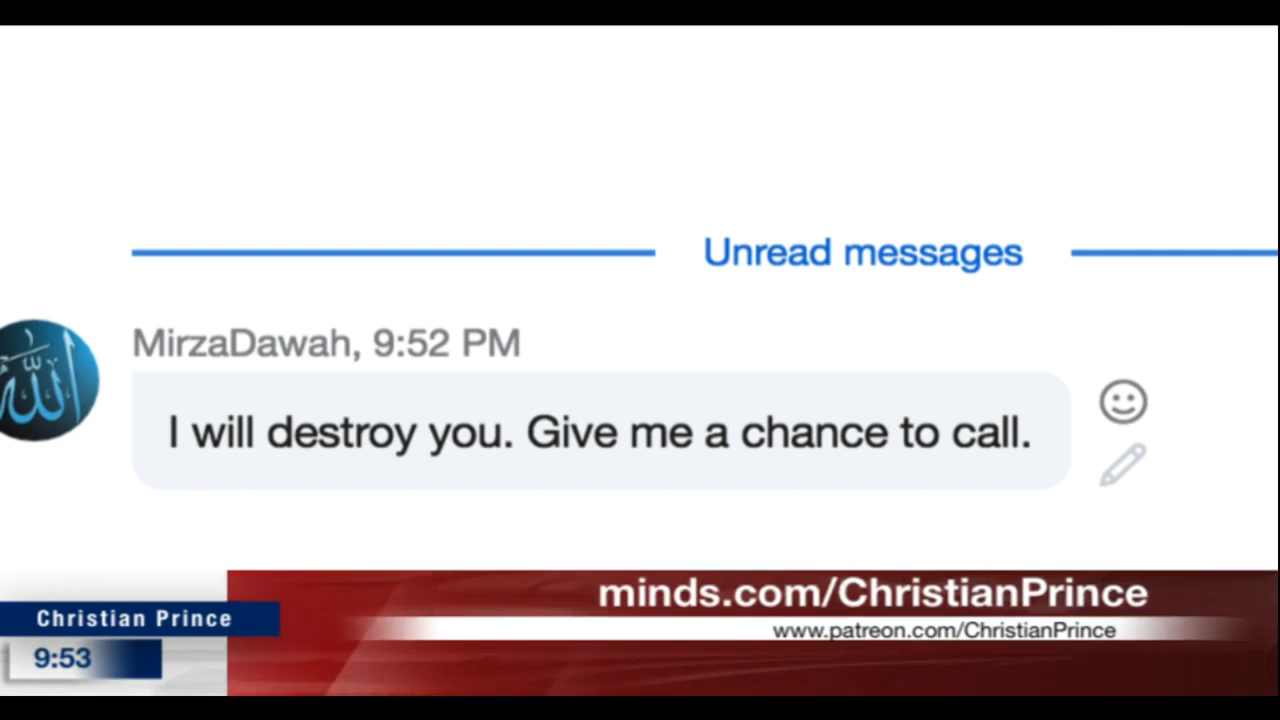 Unread messages
الله
MirzaDawah, 9:52 PM
I will destroy you. Give me a chance to call.
minds.com/ChristianPrince
Christian Prince
www.patreon.com/ChristianPrince
9:53